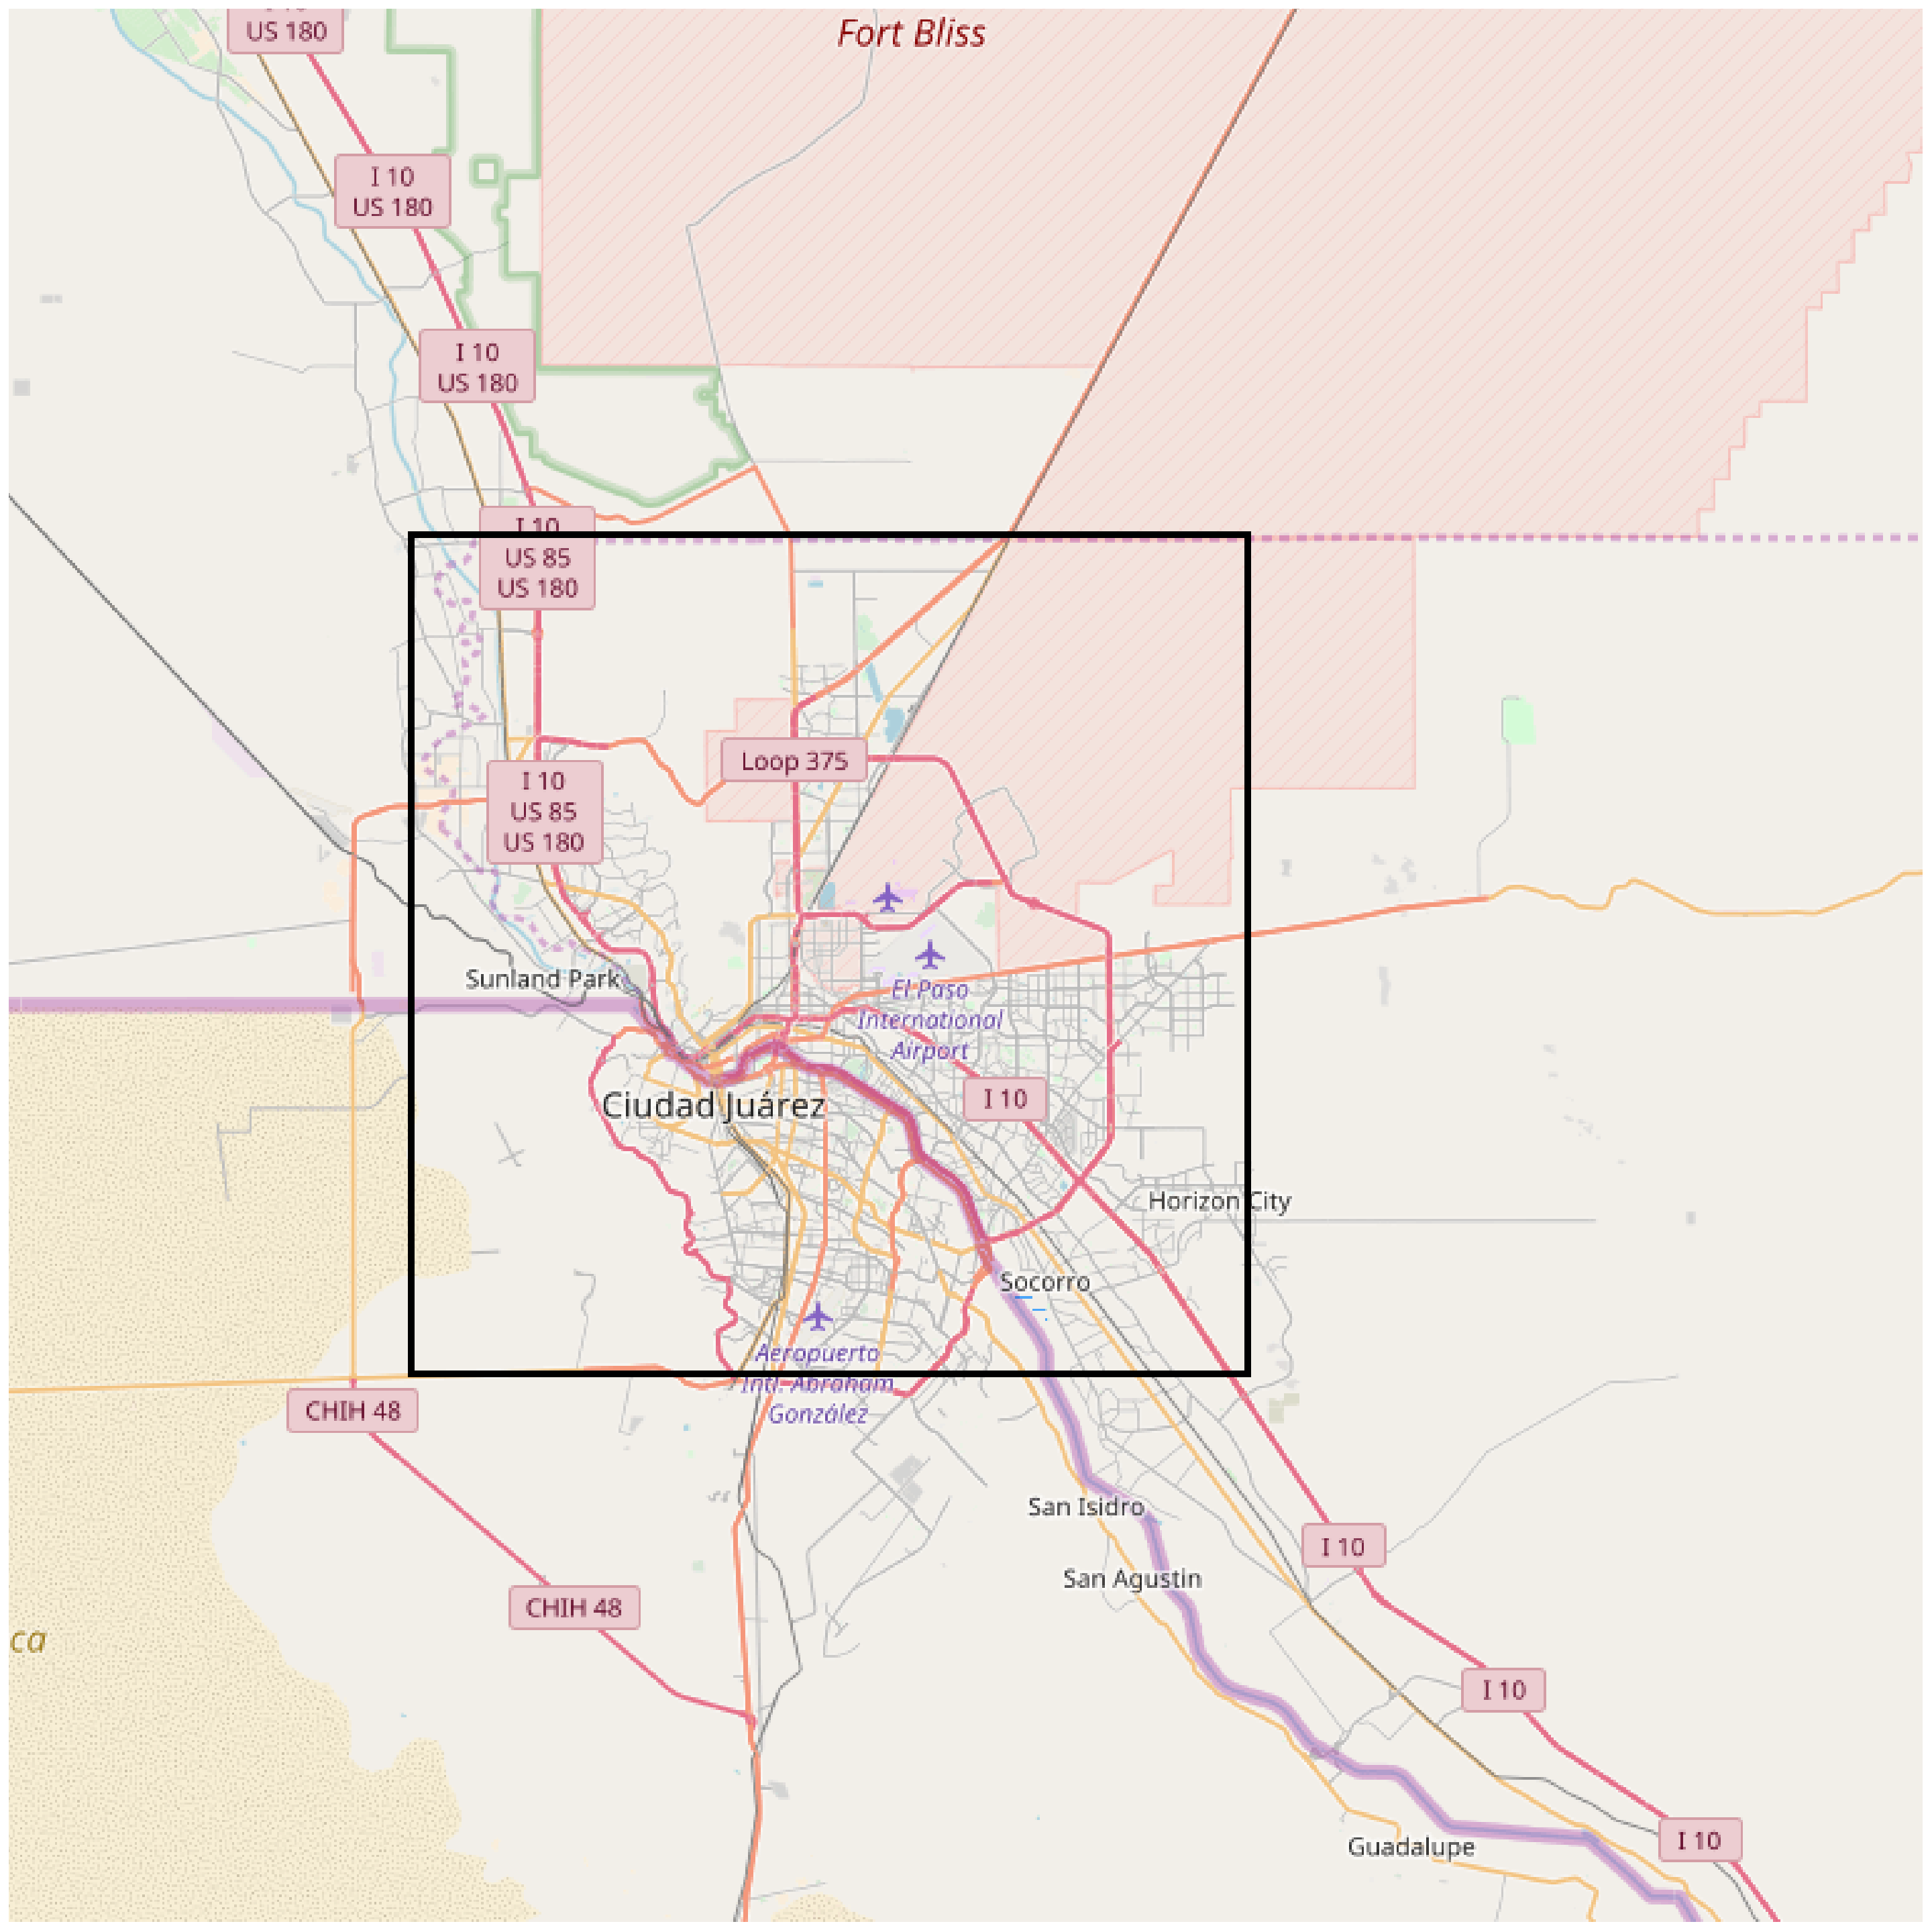 US 180
Fort Bliss
I 10
US 180
I 10
US 180
I 10
US 85
US 180
Loop 375
I 10
US 85
US 180
Sunland Park
El Paso
International
Airport
I 10
Ciudad Juárez
Horizon City
Socorro
Aeropuerto
Intl. Abraham
González
CHIH 48
San Isidro
I 10
San Agustin
CHIH 48
ca
I 10
I 10
Guadalupe